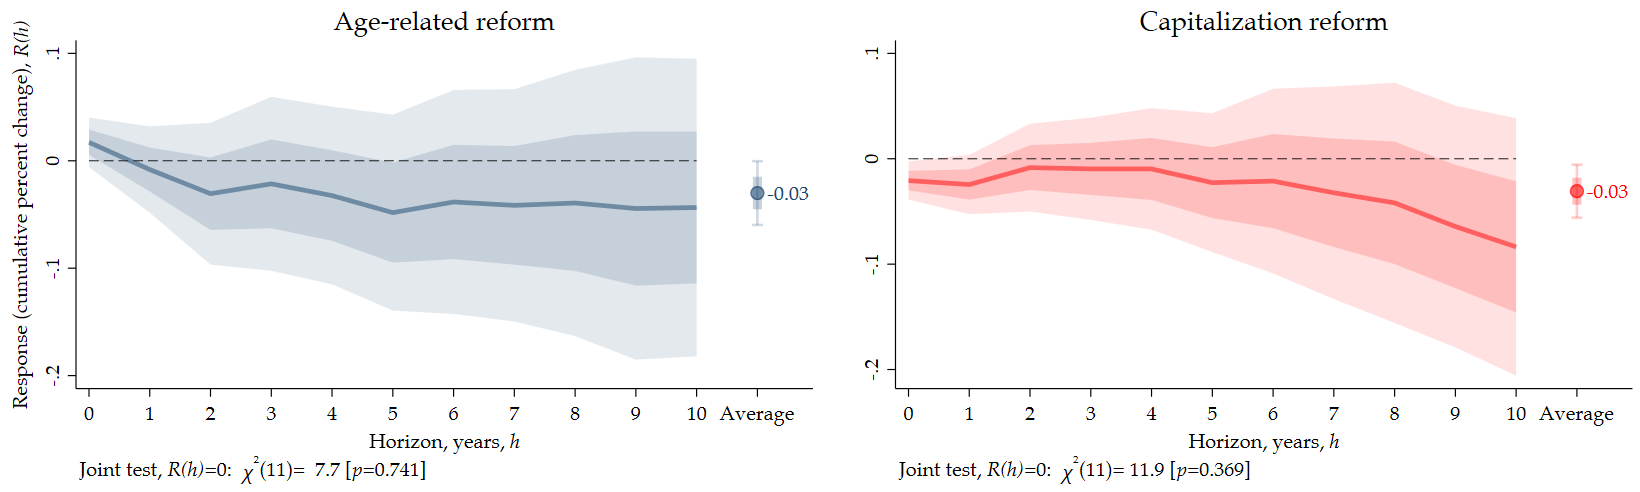 Age-related reform
Response (cumulative percent change), R(h)
.1
0
-.1
-.2
-0.03
0 1 2 3 4 5 6 7 8 9 10 Average
Horizon, years, h
Joint test, R(h)=0: χ²(11)= 7.7 [p=0.741]
Capitalization reform
.1
0
-.1
-.2
-0.03
0 1 2 3 4 5 6 7 8 9 10 Average
Horizon, years, h
Joint test, R(h)=0: χ²(11)= 11.9 [p=0.369]